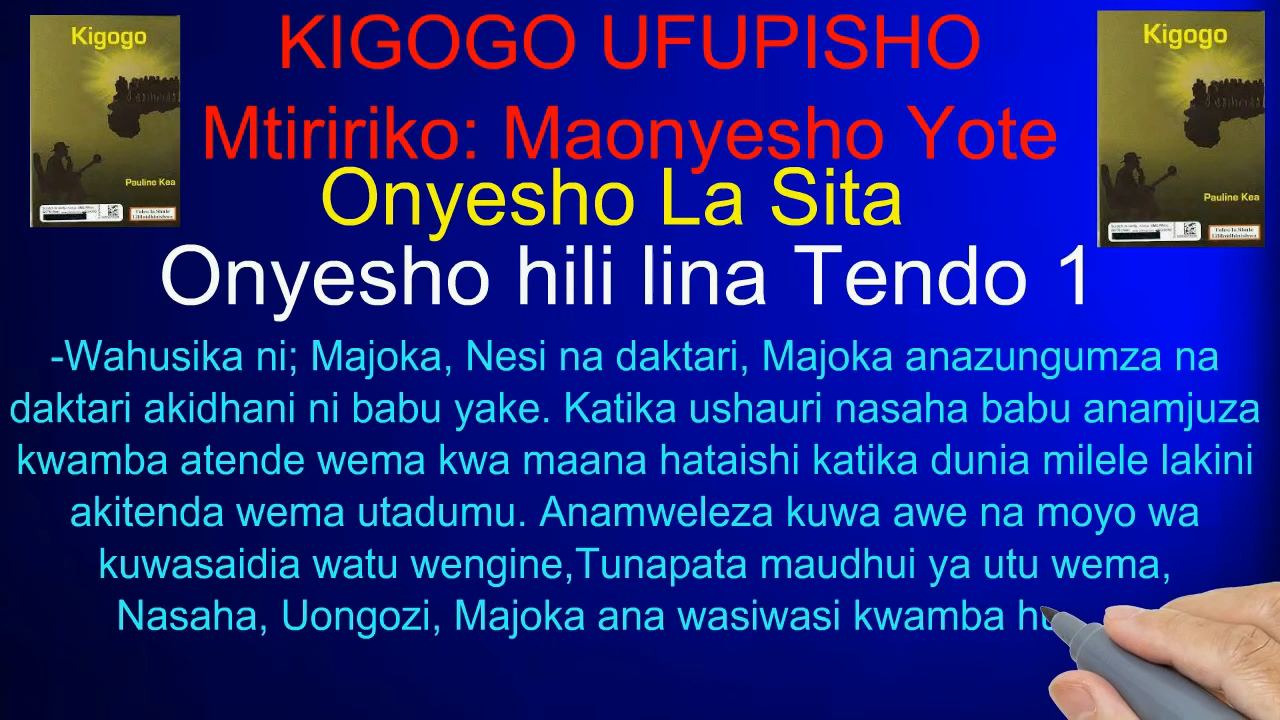 Kigogo
Pauline Kea
KIGOGO UFUPISHO
Mtiririko: Maonyesho Yote
Onyesho La Sita
Onyesho hili lina Tendo 1
Kigogo
Pauline Kea
-Wahusika ni; Majoka, Nesi na daktari, Majoka anazungumza na
daktari akidhani ni babu yake. Katika ushauri nasaha babu anamjuza
kwamba atende wema kwa maana hataishi katika dunia milele lakini
akitenda wema utadumu. Anamweleza kuwa awe na moyo wa
kuwasaidia watu wengine,Tunapata maudhui ya utu wema,
Nasaha, Uongozi, Majoka ana wasiwasi kwamba